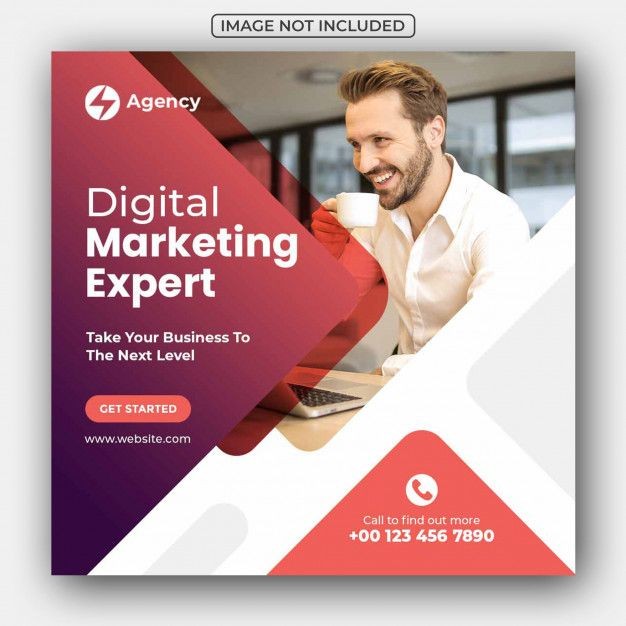 IMAGE NOT INCLUDED
Agency
Digital
Marketing
Expert
Take Your Business To
The Next Level
GET STARTED
www.website.com
Call to find out more
+00 123 456 7890